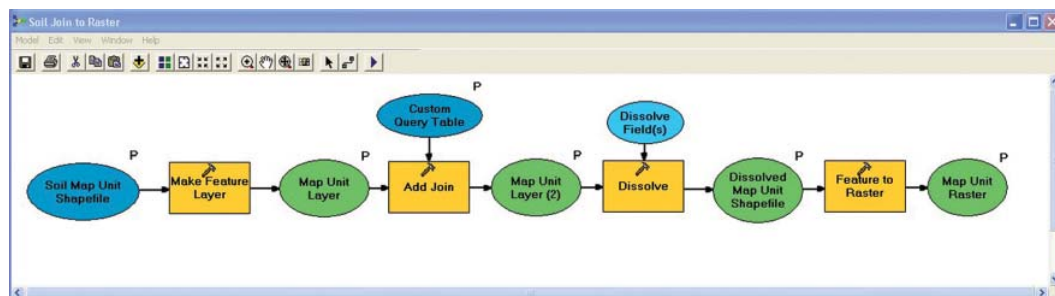 Soil Join to Raster
Model Edit View Window Help
P
Custom
Query Table
Dissolve
Field(s)
P
Soil Map Unit
Shapefile
Make Feature
Layer
P
Map Unit
Layer
Add Join
P
Map Unit
Layer (2)
Dissolve
P
Dissolved
Map Unit
Shapefile
Feature to
Raster
P
Map Unit
Raster